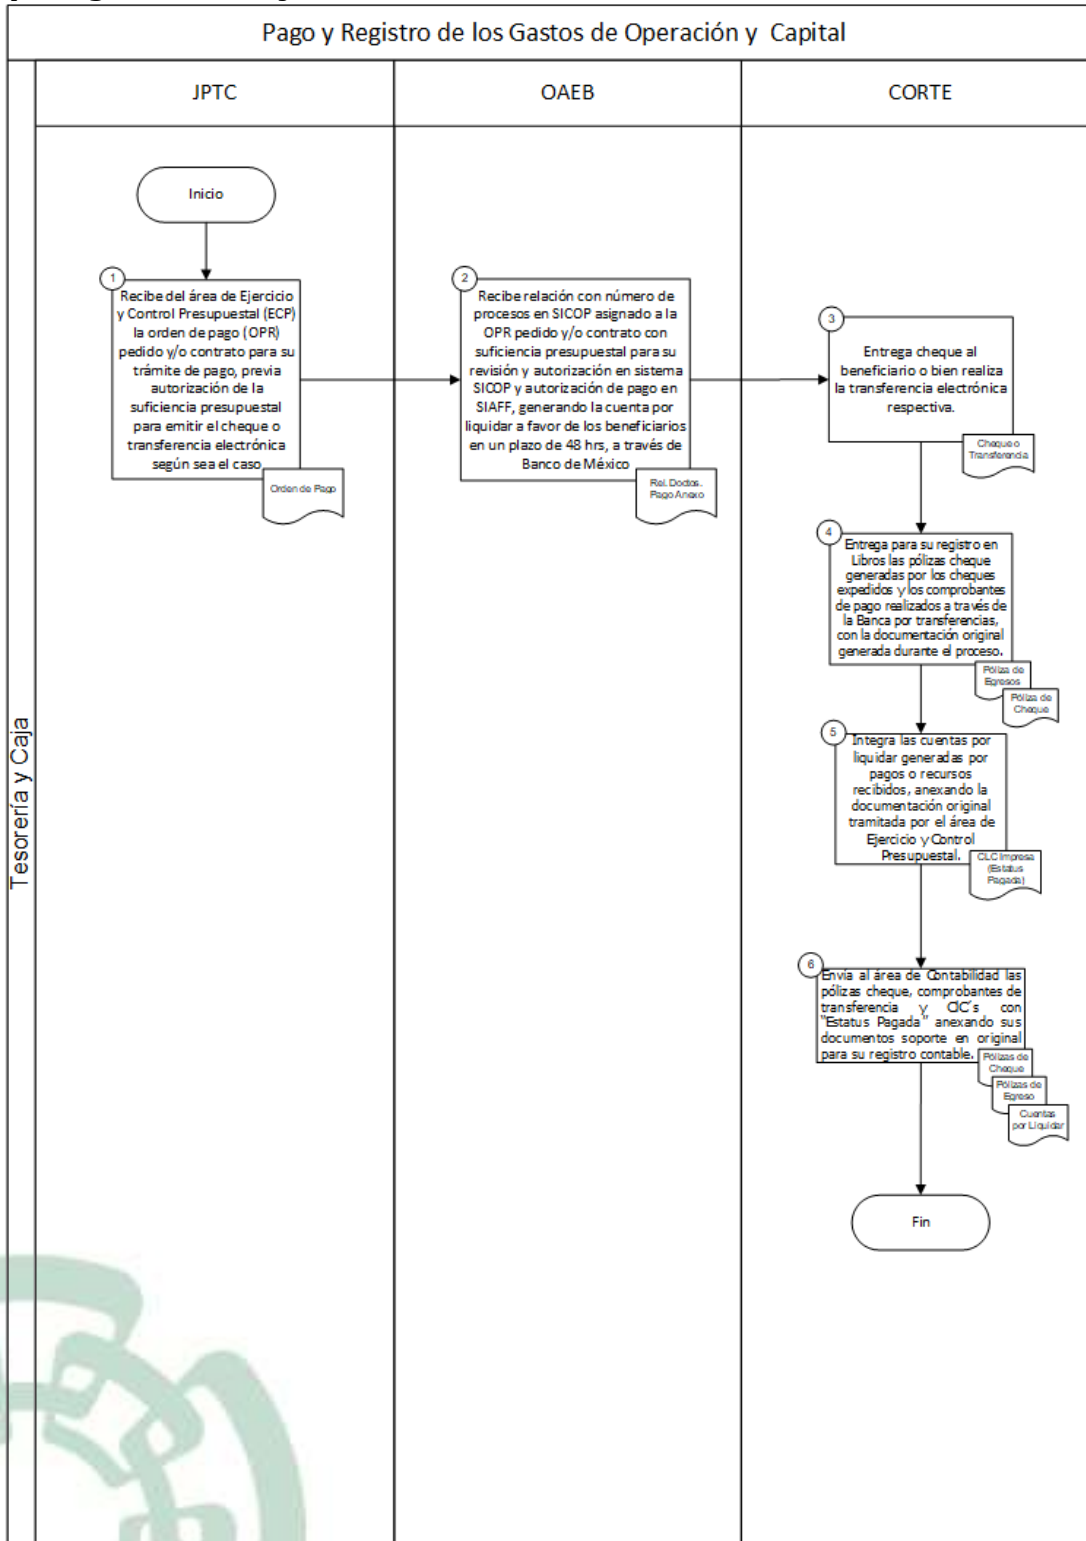 Pago y Registro de los Gastos de Operación y Capital
JPTC
OAEB
CORTE
Tesorería y Caja
Inicio
1
Recibe del área de Ejercicio
y Control Presupuestal (ECP)
la orden de pago (OPR)
pedido y/o contrato para su
trámite de pago, previa
autorización de la
suficiencia presupuestal
para emitir el cheque o
transferencia electrónica
según sea el caso
Orden de Pago
2
Recibe relación con número de
procesos en SICOP asignado a la
OPR pedido y/o contrato con
suficiencia presupuestal para su
revisión y autorización en sistema
SICOP y autorización de pago en
SIAFF, generando la cuenta por
liquidar a favor de los beneficiarios
en un plazo de 48 hrs, a través de
Banco de México
Rel. Doctos.
Pago Anexo
3
Entrega cheque al
beneficiario o bien realiza
la transferencia electrónica
respectiva.
Cheque o
Transferencia
4
Entrega para su registro en
Libros las pólizas cheque
generadas por los cheques
expedidos y los comprobantes
de pago realizados a través de
la Banca por transferencias,
con la documentación original
generada durante el proceso.
Póliza de
Egresos
Póliza de
Cheque
5
Integra las cuentas por
liquidar generadas por
pagos o recursos
recibidos, anexando la
documentación original
tramitada por el área de
Ejercicio y Control
Presupuestal.
CLC Impresa
(Estatus
Pagada)
6
Envía al área de Contabilidad las
pólizas cheque, comprobantes de
transferencia y ClC´s con
"Estatus Pagada" anexando sus
documentos soporte en original
para su registro contable.
Pólizas de
Cheque
Pólizas de
Egreso
Cuentas
por Liquidar
Fin